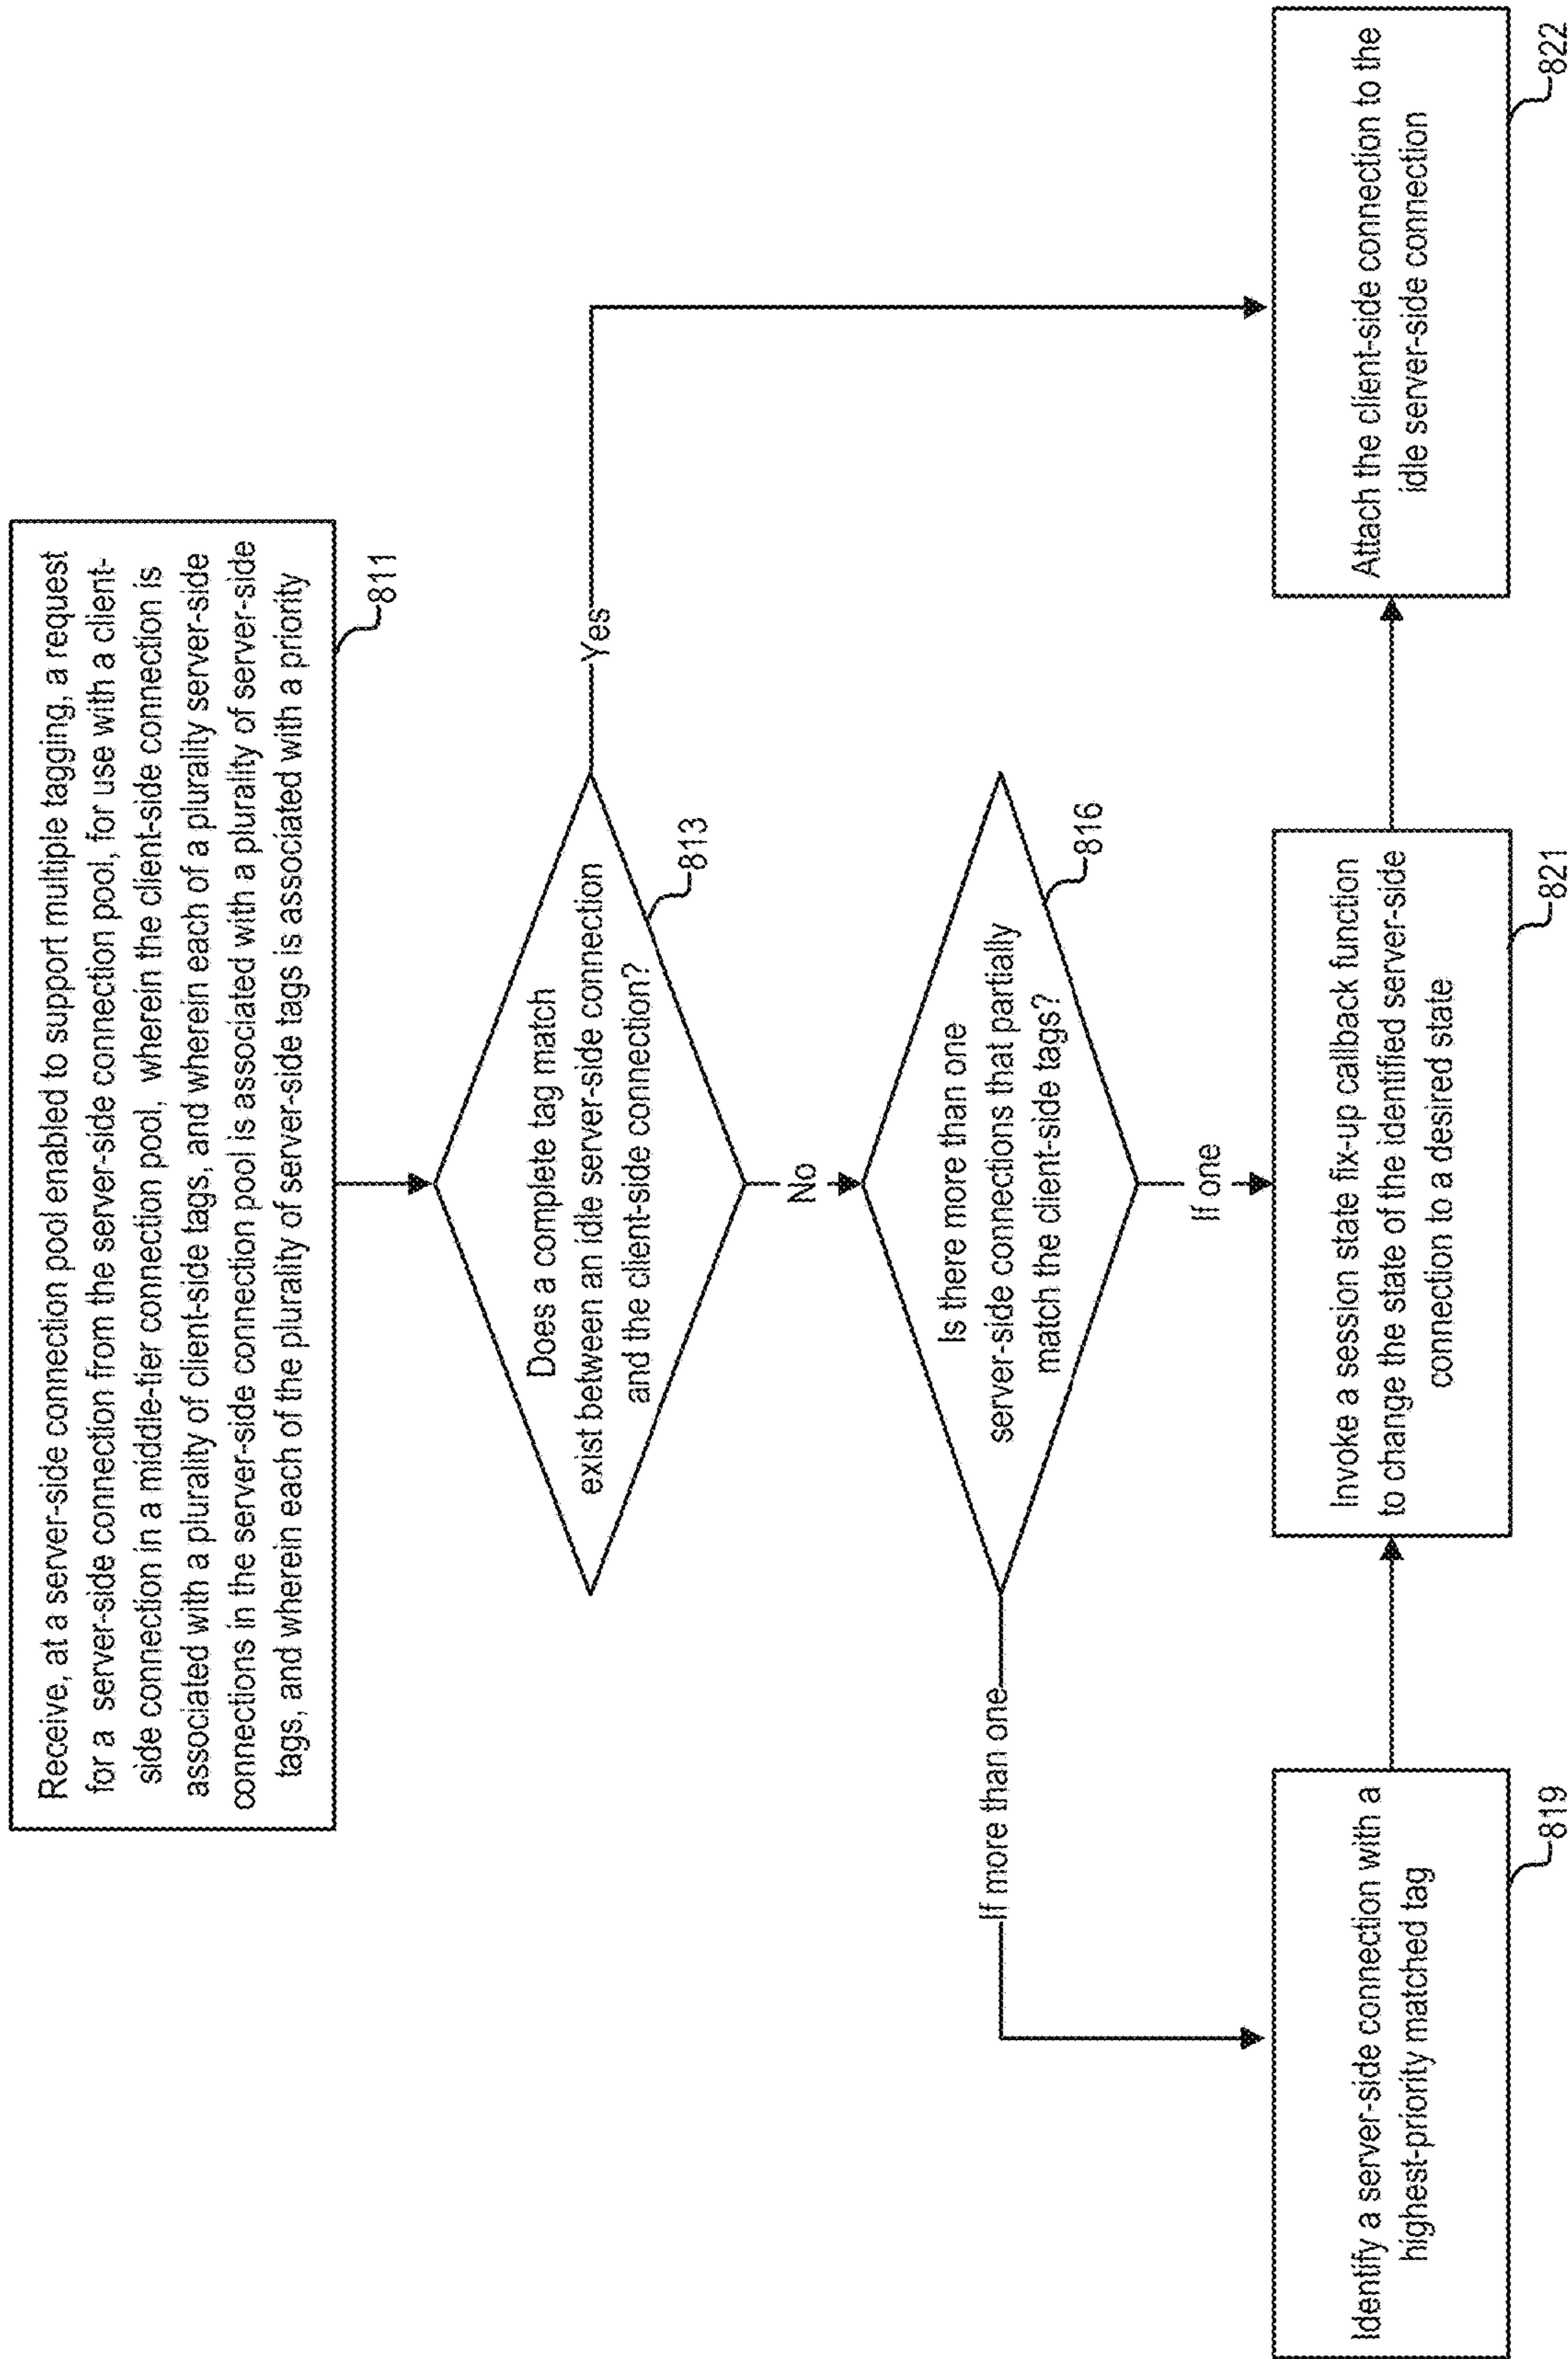 Receive, at a server-side connection pool enabled to support multiple tagging, a request
for a server-side connection from the server-side connection pool, for use with a client-
side connection in a middle-tier connection pool, wherein the client-side connection is
associated with a plurality of client-side tags, and wherein each of a plurality server-side
connections in the server-side connection pool is associated with a plurality of server-side
tags, and wherein each of the plurality of server-side tags is associated with a priority
811
Does a complete tag match
exist between an idle server-side connection
and the client-side connection?
813
Yes
No
Is there more than one
server-side connections that partially
match the client-side tags?
816
If more than one
If one
Identify a server-side connection with a
highest-priority matched tag
819
Invoke a session state fix-up callback function
to change the state of the identified server-side
connection to a desired state
821
Attach the client-side connection to the
idle server-side connection
822